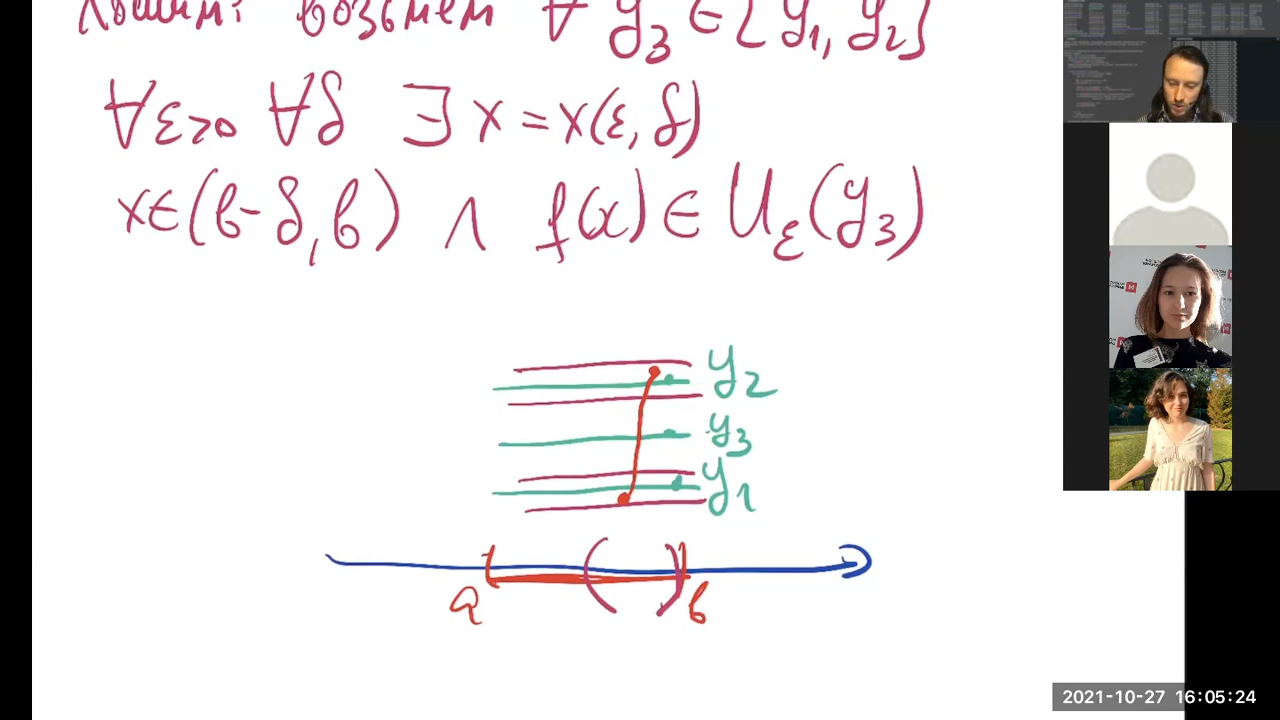 возьмем ∀ y₃ ∈ [y₁, y₂]
∀ε>0 ∀δ ∃ x = x(ε, δ)
x∈(b-δ, b) ∧ f(x) ∈ U_ε(y₃)
y₂
y₃
y₁
a b
2021-10-27 16:05:24